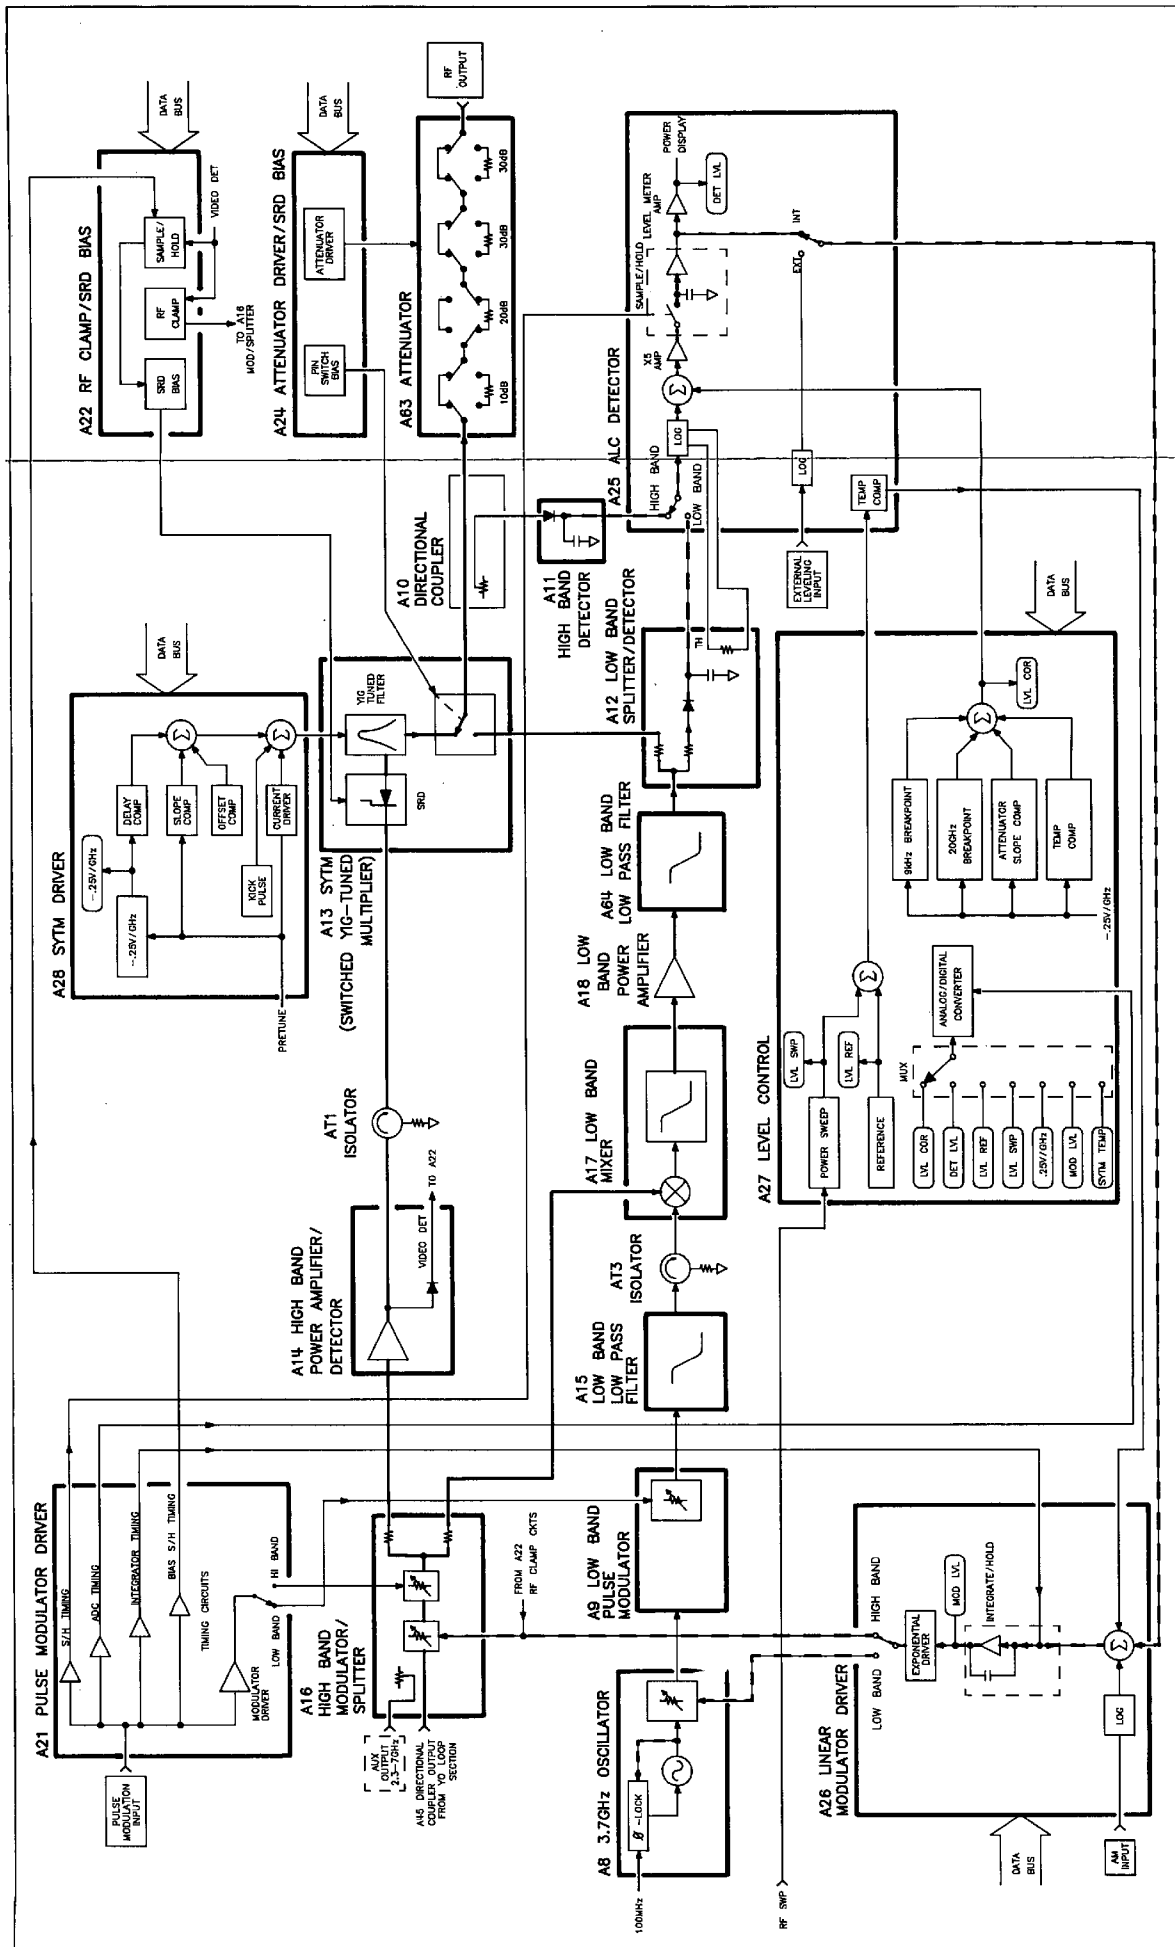 A21 PULSE MODULATOR DRIVER
S/H TIMING
ADC TIMING
INTEGRATOR TIMING
BIAS S/H TIMING
TIMING CIRCUITS
MODULATOR
DRIVER
HI BAND
LOW BAND
PULSE
MODULATION
INPUT
A16
HIGH BAND
MODULATOR/
SPLITTER
AUX
OUTPUT
2.3-7GHz
A45 DIRECTIONAL
COUPLER OUTPUT
FROM YO LOOP
SECTION
FROM A22
RF CLAMP CKTS
A14 HIGH BAND
POWER AMPLIFIER/
DETECTOR
VIDEO DET
TO A22
AT1
ISOLATOR
A28 SYTM DRIVER
-.25V/GHz
-.25V/GHz
DELAY
COMP
SLOPE
COMP
OFFSET
COMP
KICK
PULSE
CURRENT
DRIVER
Σ
Σ
PRETUNE
DATA
BUS
A13 SYTM
(SWITCHED YIG-TUNED
MULTIPLIER)
SRD
YIG
TUNED
FILTER
A22 RF CLAMP/SRD BIAS
SRD
BIAS
RF
CLAMP
SAMPLE/
HOLD
VIDEO DET
TO A16
MOD/SPLITTER
DATA
BUS
A24 ATTENUATOR DRIVER/SRD BIAS
PIN
SWITCH
BIAS
ATTENUATOR
DRIVER
DATA
BUS
A63 ATTENUATOR
10dB
20dB
30dB
30dB
RF
OUTPUT
A10
DIRECTIONAL
COUPLER
A11
HIGH BAND
DETECTOR
A8 3.7GHz OSCILLATOR
Ø-LOCK
100MHz
A9 LOW BAND
PULSE
MODULATOR
A15
LOW BAND
LOW PASS
FILTER
AT3
ISOLATOR
A17 LOW BAND
MIXER
A18 LOW
BAND
POWER
AMPLIFIER
A64 LOW BAND
LOW PASS FILTER
A12 LOW BAND
SPLITTER/DETECTOR
A25 ALC DETECTOR
HIGH BAND
LOW BAND
LOG
Σ
X5
AMP
SAMPLE/HOLD
LEVEL METER
AMP
POWER
DISPLAY
DET LVL
EXT
INT
LOG
EXTERNAL
LEVELING
INPUT
TEMP
COMP
A26 LINEAR
MODULATOR DRIVER
HIGH BAND
LOW BAND
EXPONENTIAL
DRIVER
MOD LVL
INTEGRATE/HOLD
Σ
LOG
AM
INPUT
DATA
BUS
RF SWP
A27 LEVEL CONTROL
POWER SWEEP
LVL SWP
REFERENCE
LVL REF
Σ
LVL COR
DET LVL
LVL REF
LVL SWP
.25V/GHz
MOD LVL
SYTM TEMP
MUX
ANALOG/DIGITAL
CONVERTER
-.25V/GHz
20GHz
BREAKPOINT
ATTENUATOR
SLOPE COMP
TEMP
COMP
Σ
LVL COR
DATA
BUS